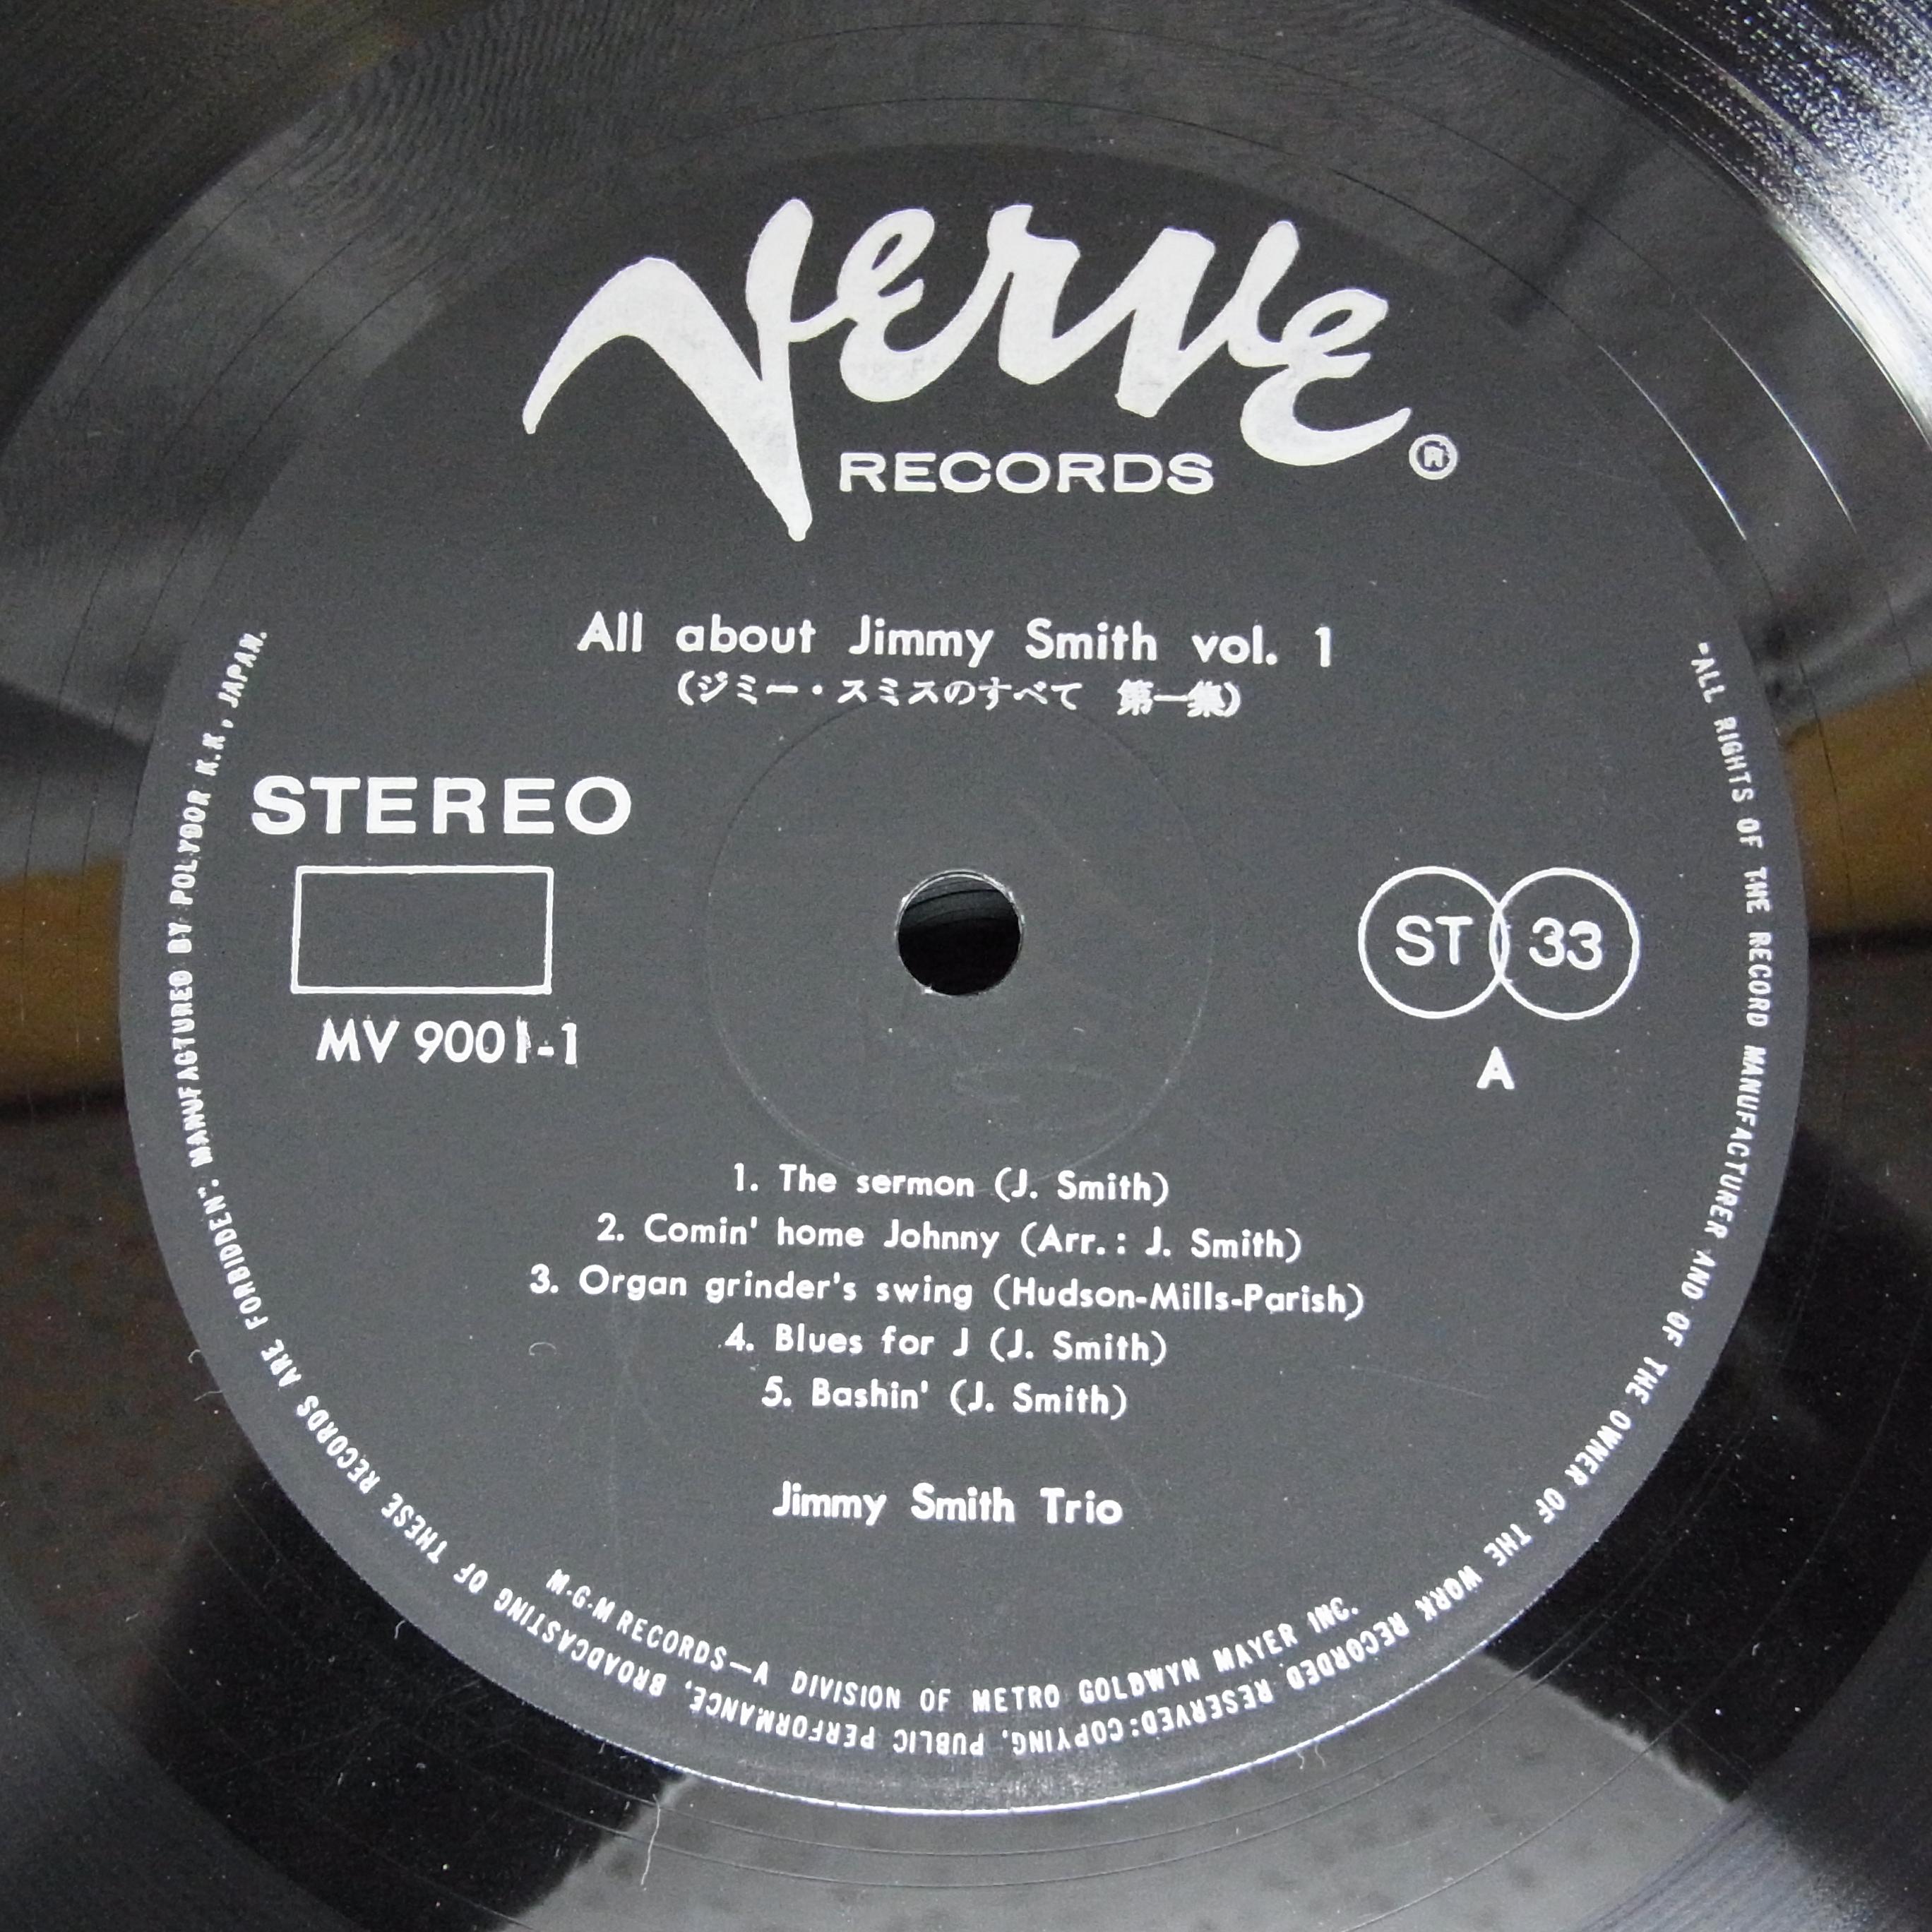 Verve
RECORDS ®
All about Jimmy Smith vol. 1
(ジミー・スミスのすべて 第一集)
STEREO
MV 9001-1
ST 33
A
1. The sermon (J. Smith)
2. Comin' home Johnny (Arr.: J. Smith)
3. Organ grinder's swing (Hudson-Mills-Parish)
4. Blues for J (J. Smith)
5. Bashin' (J. Smith)
Jimmy Smith Trio
M-G-M RECORDS—A DIVISION OF METRO GOLDWYN MAYER INC.
"ALL RIGHTS OF THE RECORD MANUFACTURER AND OF THE OWNER OF THE WORK RECORDED RESERVED: COPYING, PUBLIC PERFORMANCE, BROADCASTING OF THESE RECORDS ARE FORBIDDEN". MANUFACTURED BY POLYDOR K.K, JAPAN.